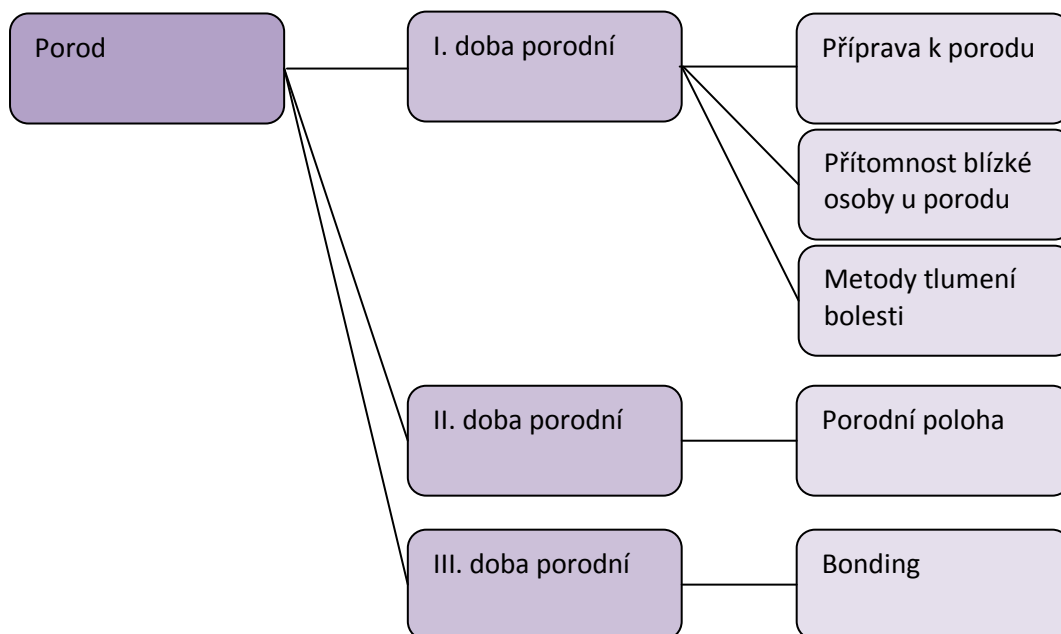 Porod
I. doba porodní
Příprava k porodu
Přítomnost blízké
osoby u porodu
Metody tlumení
bolesti
II. doba porodní
Porodní poloha
III. doba porodní
Bonding